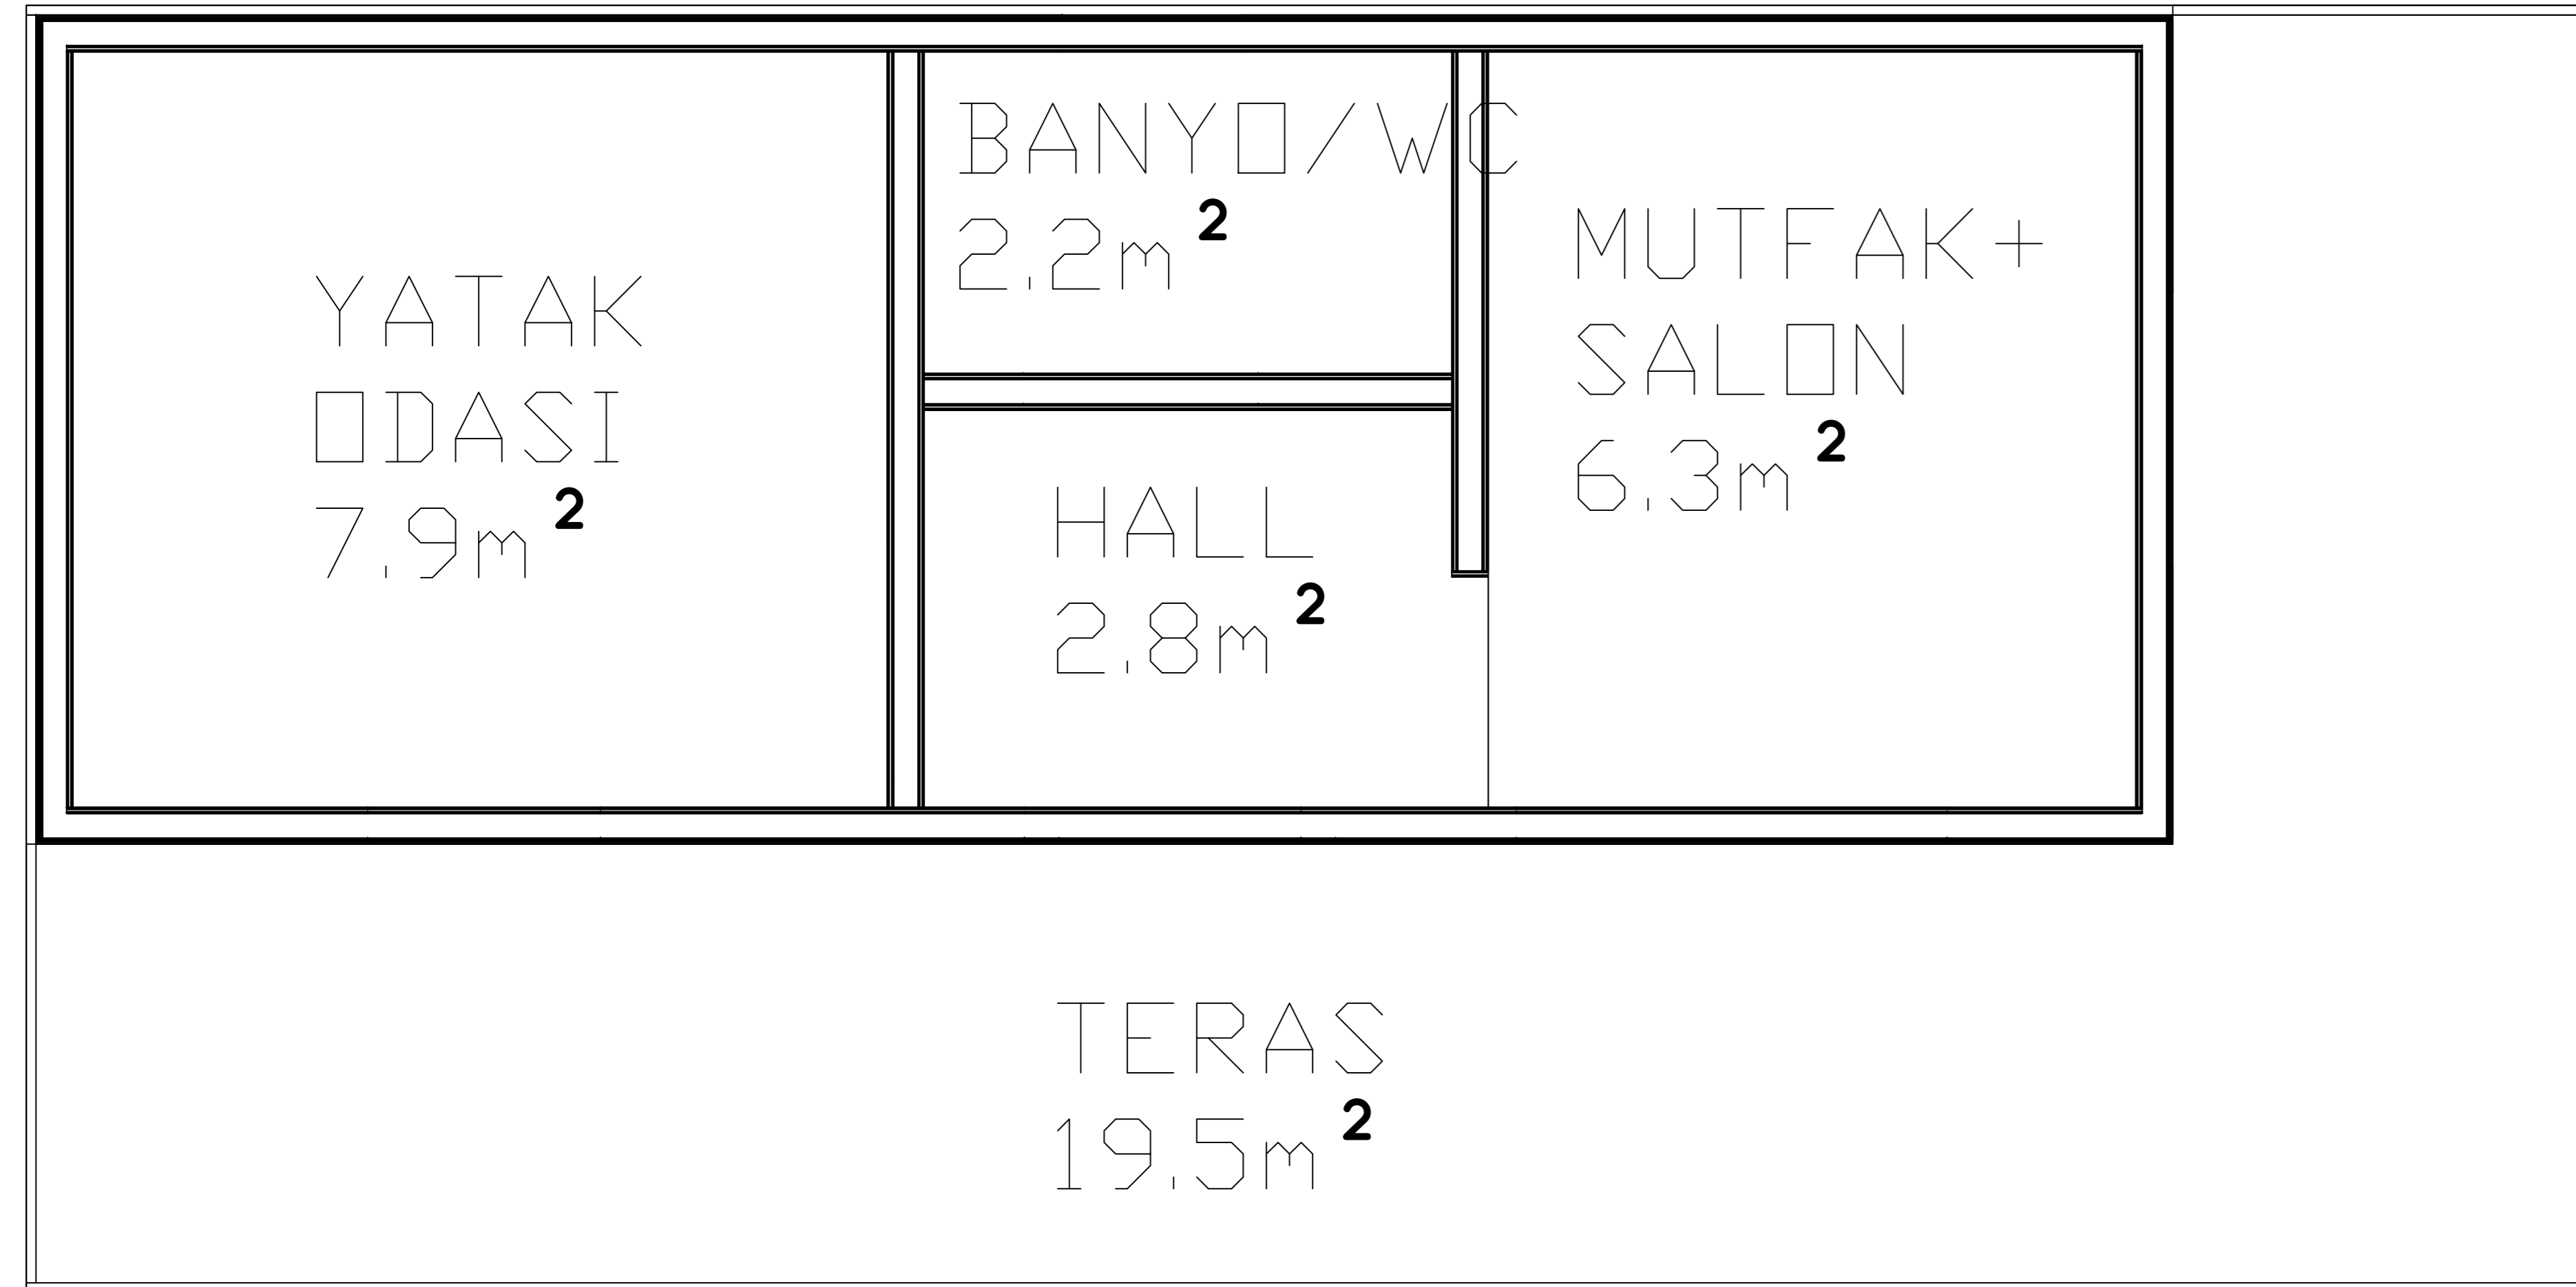 YATAK
ODASI
7.9m²
BANYO/WC
2.2m²
HALL
2.8m²
MUTFAK+
SALON
6.3m²
TERAS
19.5m²